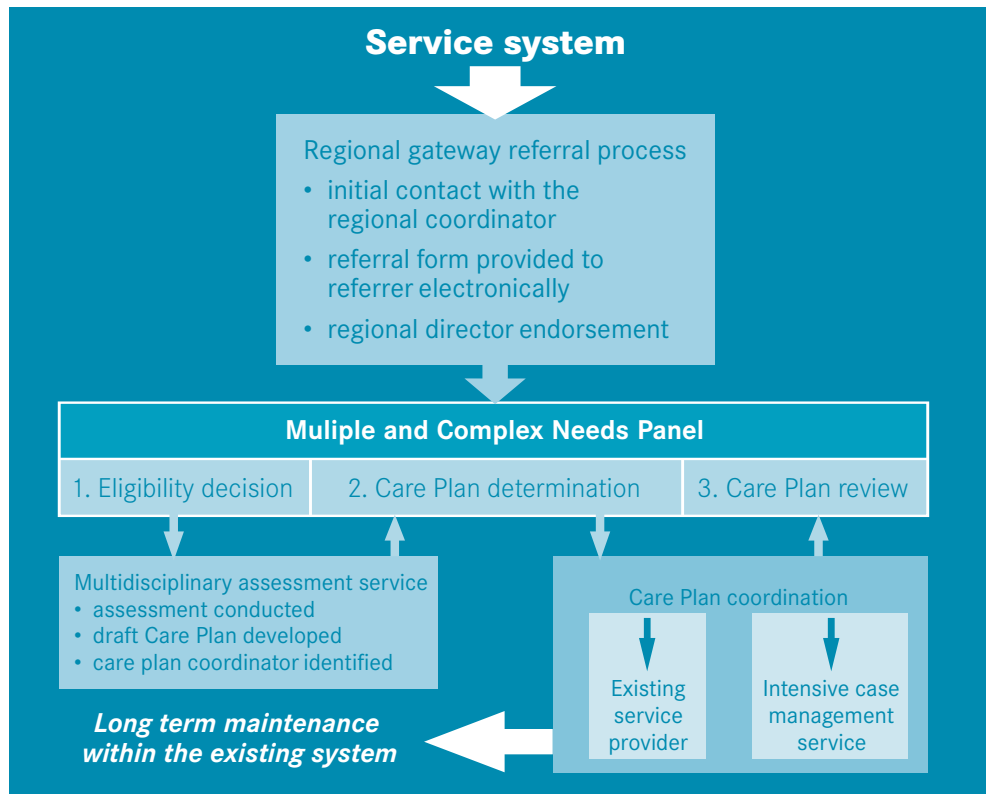 Service system
Regional gateway referral process
• initial contact with the
regional coordinator
• referral form provided to
referrer electronically
• regional director endorsement
Muliple and Complex Needs Panel
1. Eligibility decision
2. Care Plan determination
3. Care Plan review
Multidisciplinary assessment service
• assessment conducted
• draft Care Plan developed
• care plan coordinator identified
Care Plan coordination
Existing
service
provider
Intensive case
management
service
Long term maintenance
within the existing system